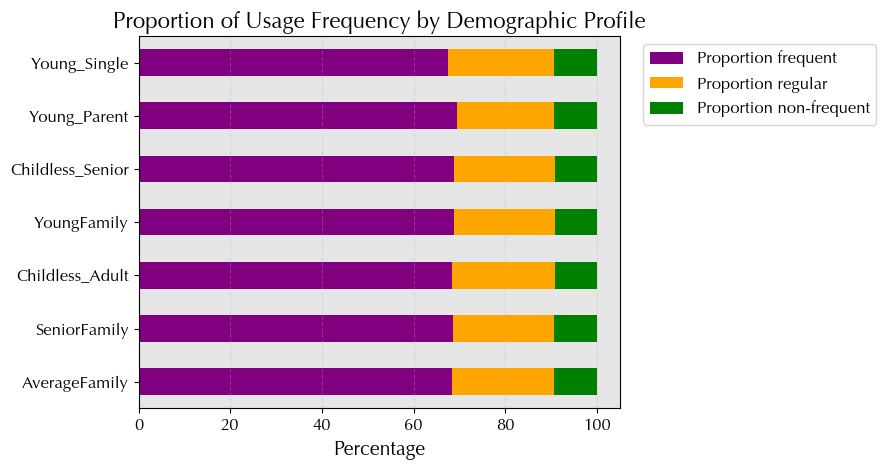 Proportion of Usage Frequency by Demographic Profile
Young_Single
Young_Parent
Childless_Senior
YoungFamily
Childless_Adult
SeniorFamily
AverageFamily
0 20 40 60 80 100
Percentage
Proportion frequent
Proportion regular
Proportion non-frequent